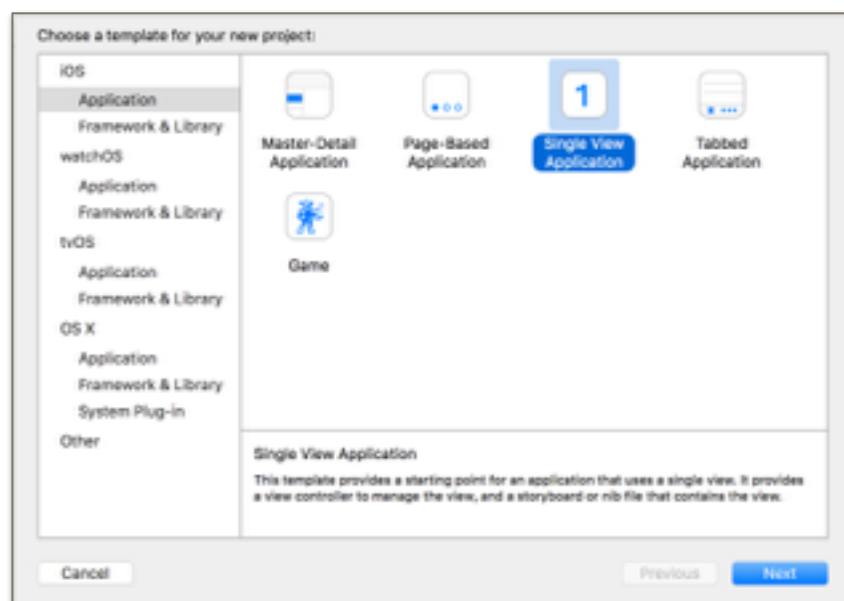 Choose a template for your new project:
iOS
Application
Framework & Library
watchOS
Application
Framework & Library
tvOS
Application
Framework & Library
OS X
Application
Framework & Library
System Plug-in
Other
Master-Detail
Application
Page-Based
Application
1
Single View
Application
Tabbed
Application
Game
Single View Application
This template provides a starting point for an application that uses a single view. It provides
a view controller to manage the view, and a storyboard or nib file that contains the view.
Cancel
Previous
Next